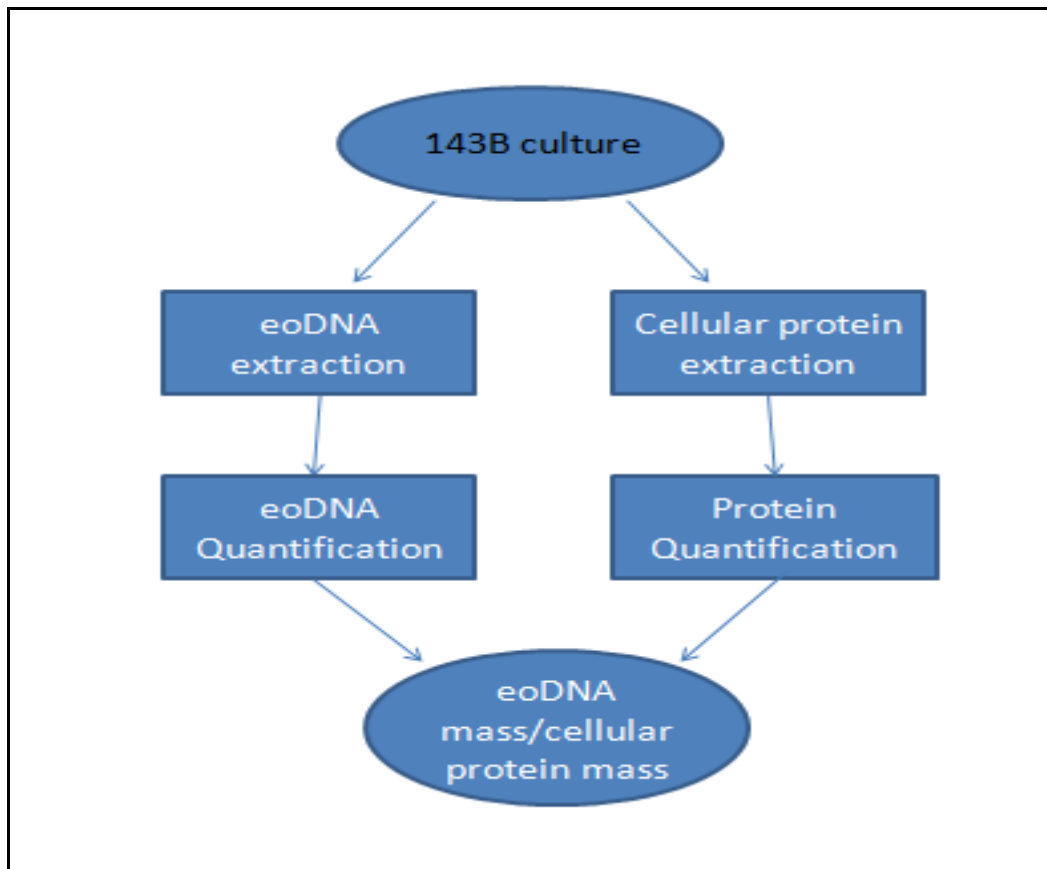 143B culture
eoDNA
extraction
Cellular protein
extraction
eoDNA
Quantification
Protein
Quantification
eoDNA
mass/cellular
protein mass